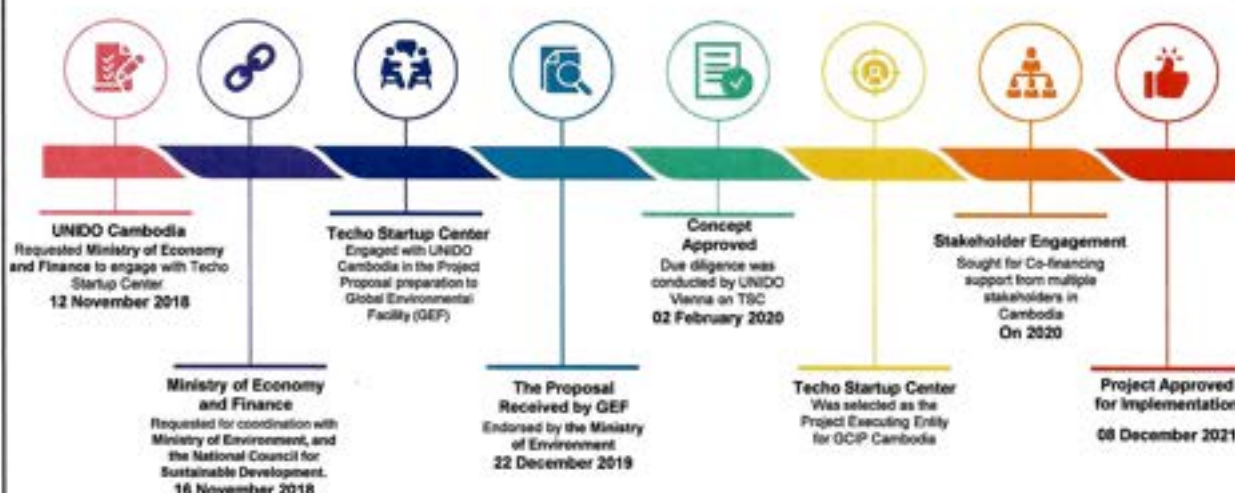 UNIDO Cambodia
Requested Ministry of Economy
and Finance to engage with Techo
Startup Center
12 November 2018
Ministry of Economy
and Finance
Requested for coordination with
Ministry of Environment, and
the National Council for
Sustainable Development.
16 November 2018
Techo Startup Center
Engaged with UNIDO
Cambodia in the Project
Proposal preparation to
Global Environmental
Facility (GEF)
The Proposal
Received by GEF
Endorsed by the Ministry
of Environment
22 December 2019
Concept
Approved
Due diligence was
conducted by UNIDO
Vienna on TSC
02 February 2020
Techo Startup Center
Was selected as the
Project Executing Entity
for GCIP Cambodia
Stakeholder Engagement
Sought for Co-financing
support from multiple
stakeholders in
Cambodia
On 2020
Project Approved
for Implementation
08 December 2021